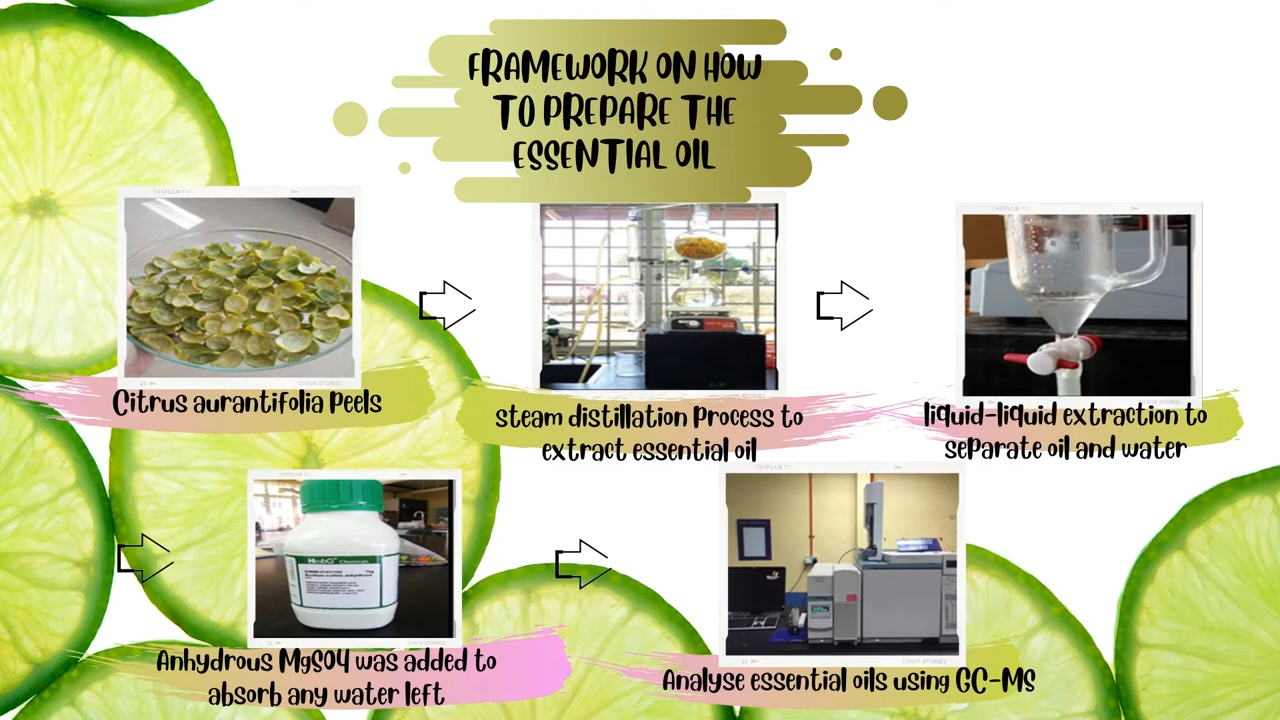 FRAMEWORK ON HOW
TO PREPARE THE
ESSENTIAL OIL
Citrus aurantifolia Peels
steam distillation Process to
extract essential oil
liquid-liquid extraction to
separate oil and water
HmbG Chemicals
Anhydrous MgSO4 was added to
absorb any water left
Analyse essential oils using GC-MS